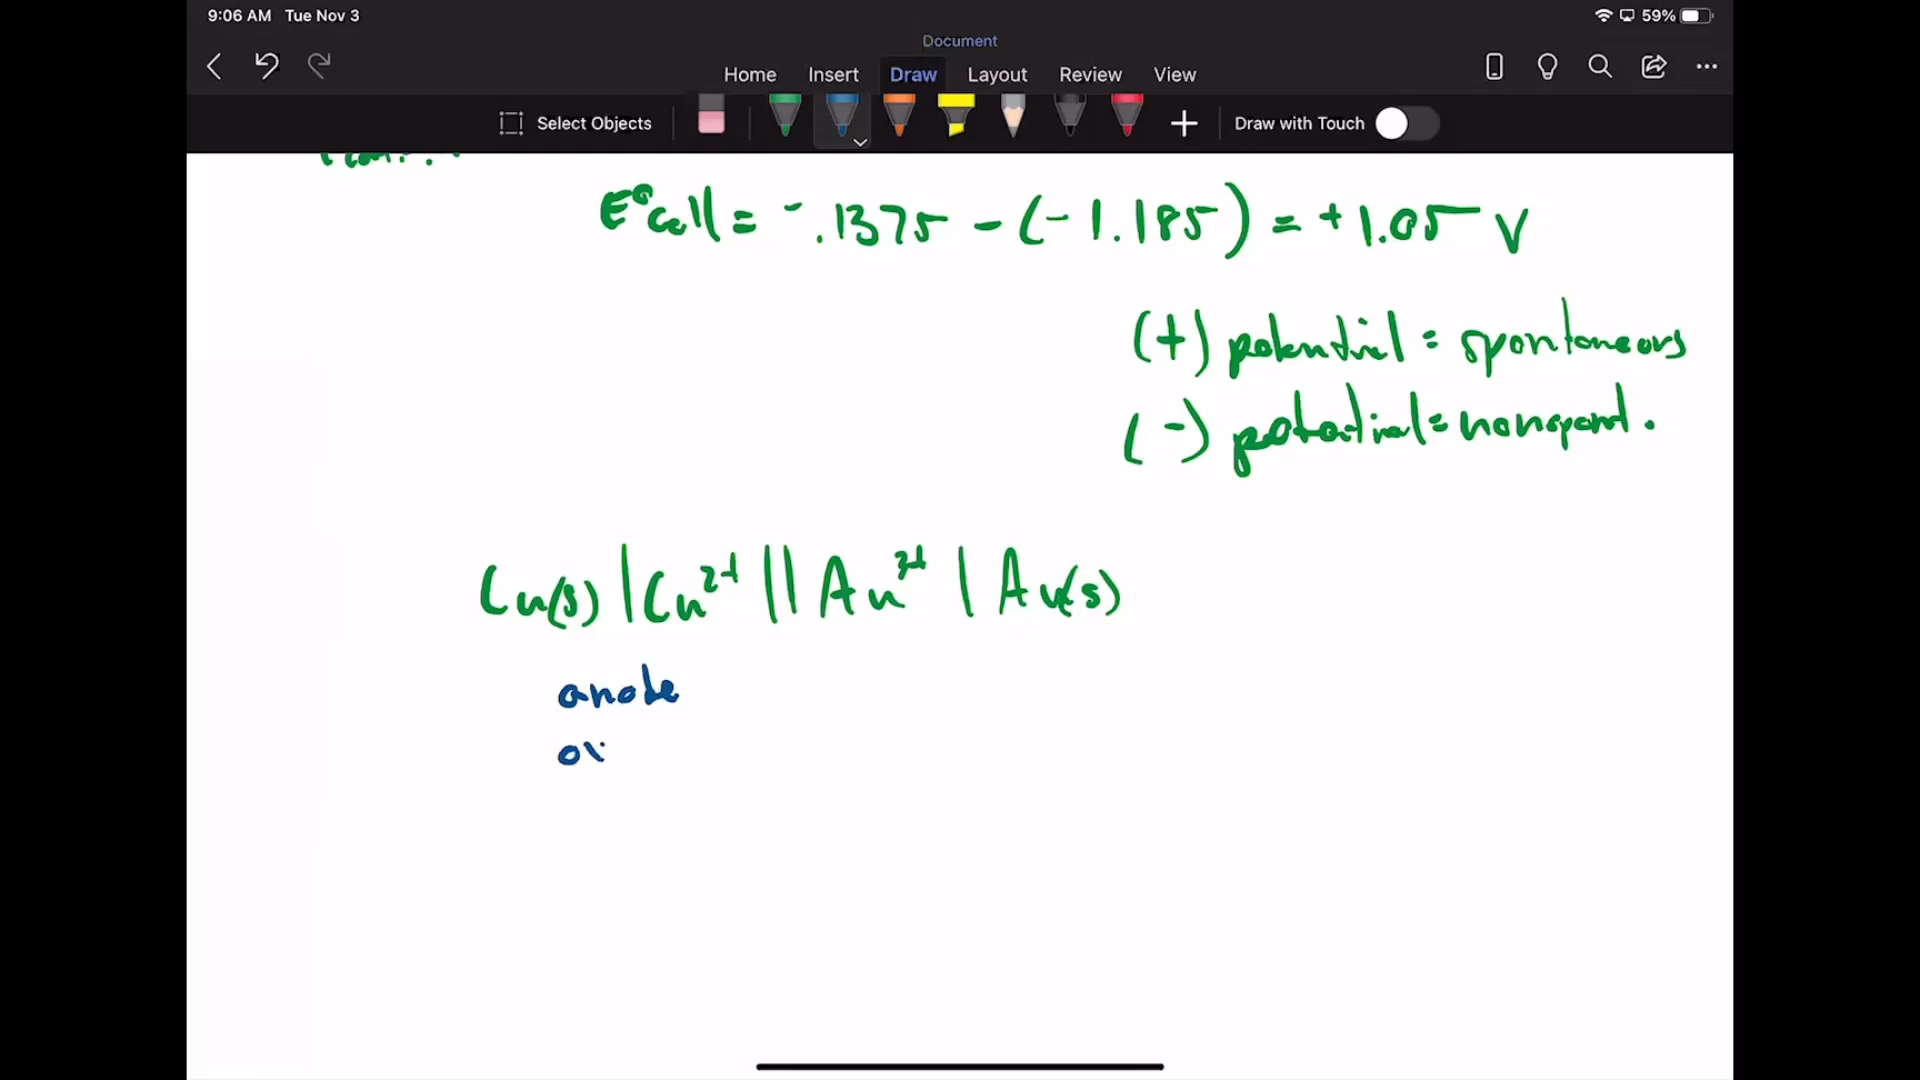 9:06 AM Tue Nov 3
59%
Document
Home Insert Draw Layout Review View
Select Objects
Draw with Touch
E°cell = -.1375 - (-1.185) = +1.05 V
(+) potential = spontaneous
(-) potential = nonspont.
Cu(s) | Cu²⁺ || Au³⁺ | Au(s)
anode
ox